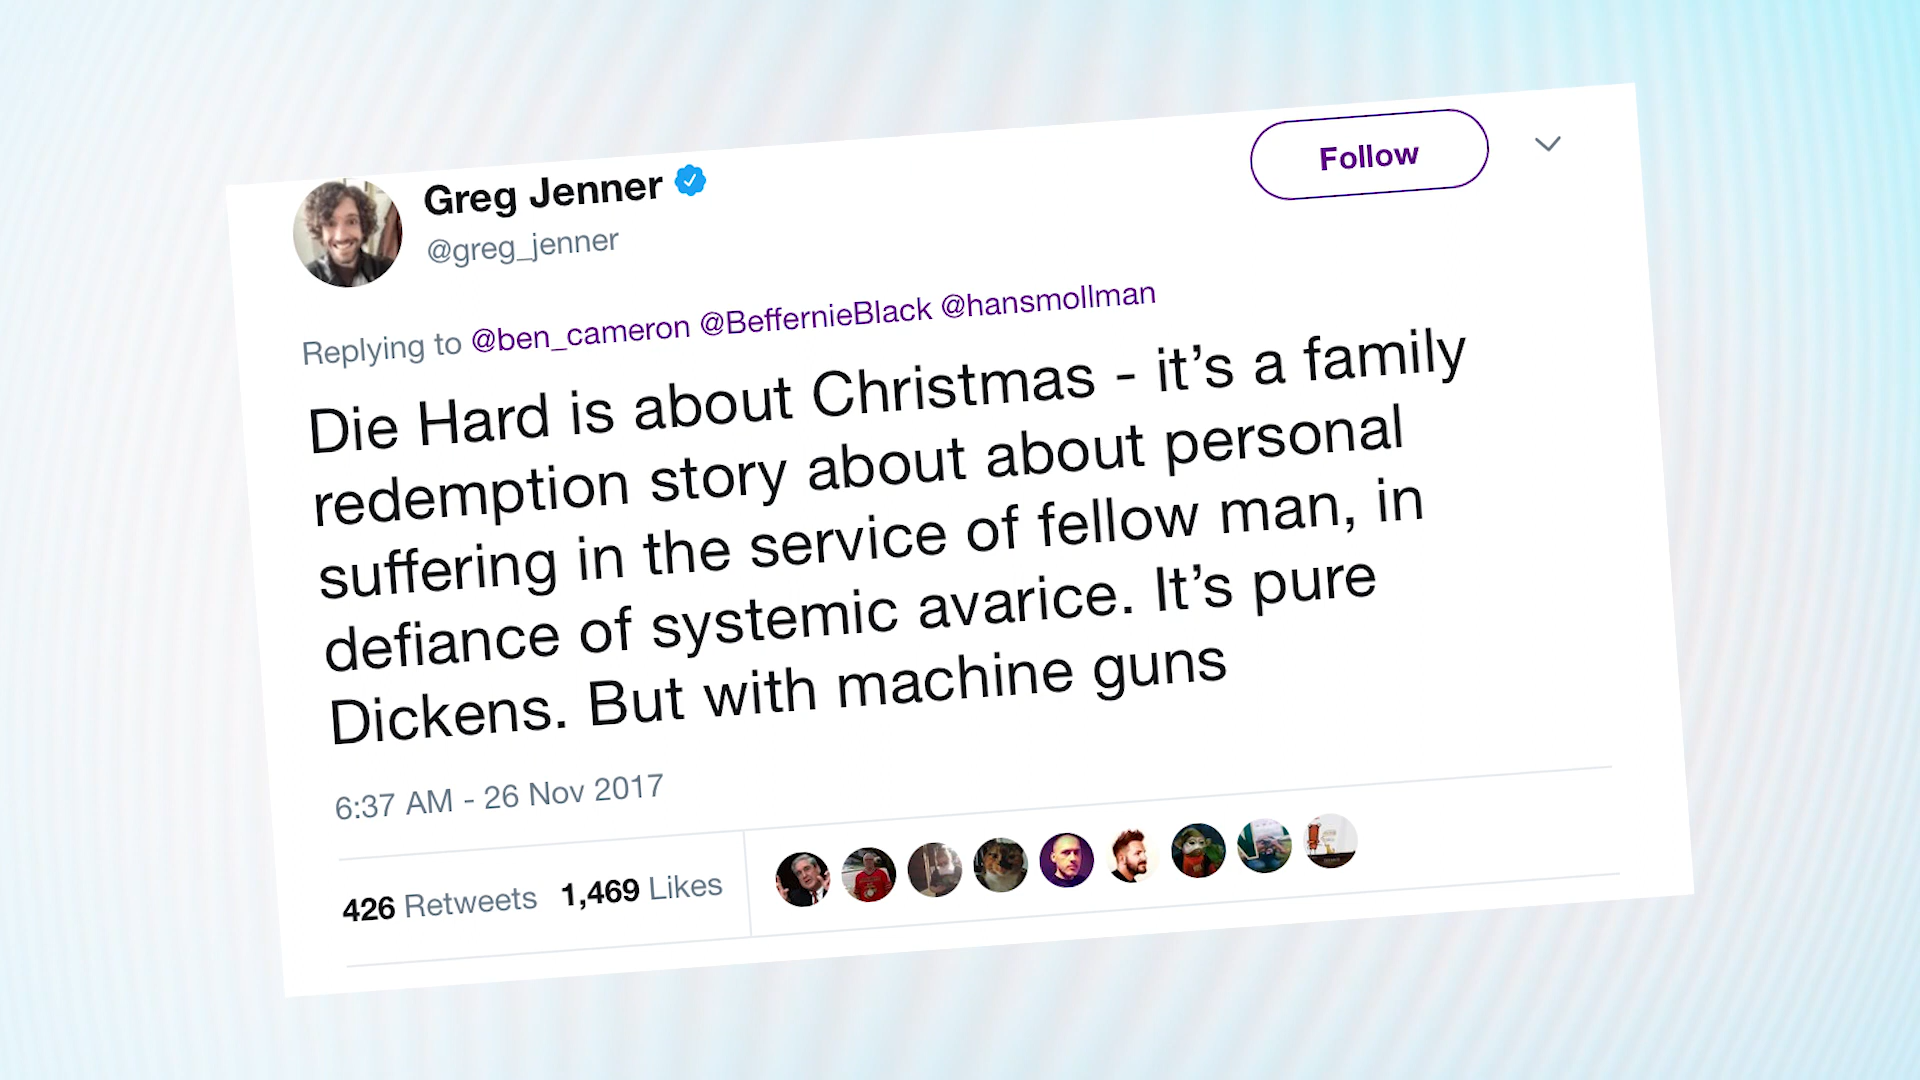 Greg Jenner
@greg_jenner
Follow
Replying to @ben_cameron @BeffernieBlack @hansmollman
Die Hard is about Christmas - it's a family
redemption story about about personal
suffering in the service of fellow man, in
defiance of systemic avarice. It's pure
Dickens. But with machine guns
6:37 AM - 26 Nov 2017
426 Retweets 1,469 Likes